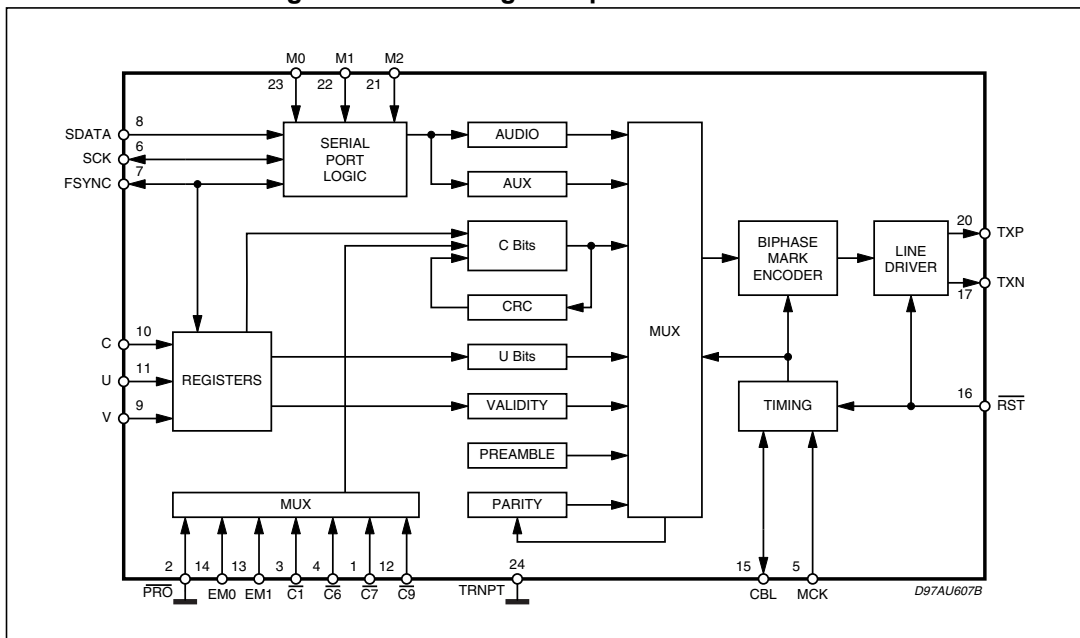 M0 M1 M2
23 22 21
SDATA 8
SCK 6
FSYNC 7
SERIAL
PORT
LOGIC
AUDIO
AUX
C Bits
CRC
U Bits
VALIDITY
PREAMBLE
PARITY
MUX
BIPHASE
MARK
ENCODER
LINE
DRIVER
20 TXP
17 TXN
C 10
U 11
V 9
REGISTERS
TIMING
16 RST
MUX
2 14 13 3 4 1 12 24 15 5
PRO EM0 EM1 C1 C6 C7 C9 TRNPT CBL MCK
D97AU607B